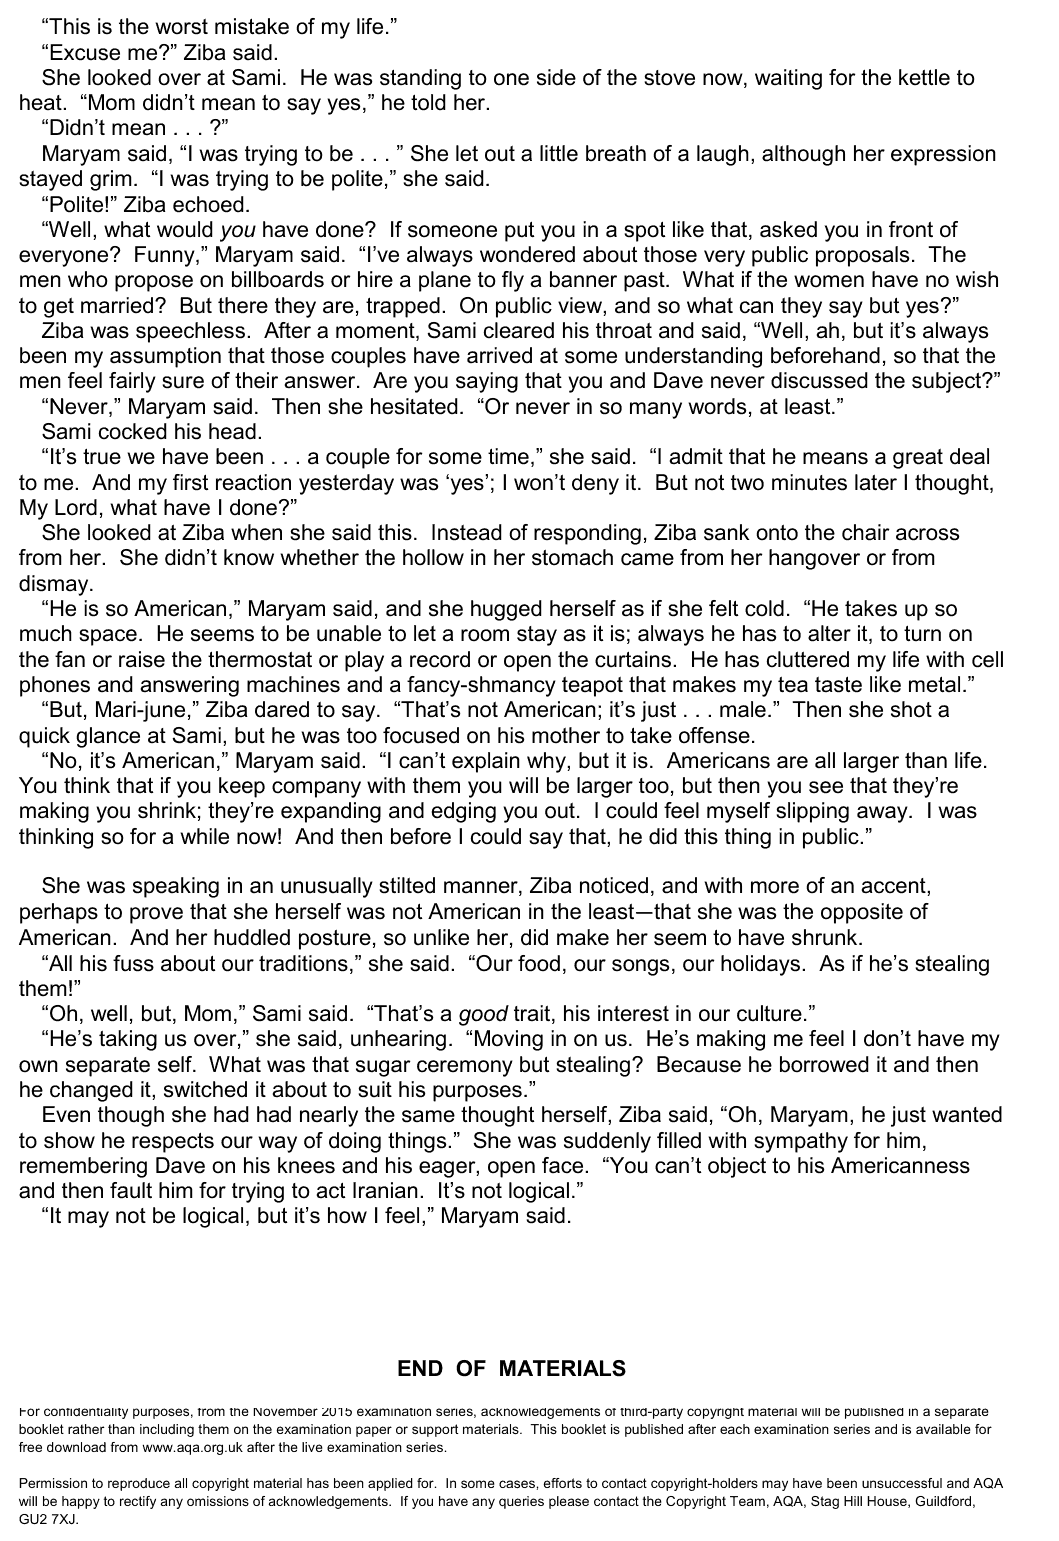 “This is the worst mistake of my life.”
“Excuse me?” Ziba said.
She looked over at Sami. He was standing to one side of the stove now, waiting for the kettle to
heat. “Mom didn’t mean to say yes,” he told her.
“Didn’t mean . . . ?”
Maryam said, “I was trying to be . . . ” She let out a little breath of a laugh, although her expression
stayed grim. “I was trying to be polite,” she said.
“Polite!” Ziba echoed.
“Well, what would you have done? If someone put you in a spot like that, asked you in front of
everyone? Funny,” Maryam said. “I’ve always wondered about those very public proposals. The
men who propose on billboards or hire a plane to fly a banner past. What if the women have no wish
to get married? But there they are, trapped. On public view, and so what can they say but yes?”
Ziba was speechless. After a moment, Sami cleared his throat and said, “Well, ah, but it’s always
been my assumption that those couples have arrived at some understanding beforehand, so that the
men feel fairly sure of their answer. Are you saying that you and Dave never discussed the subject?”
“Never,” Maryam said. Then she hesitated. “Or never in so many words, at least.”
Sami cocked his head.
“It’s true we have been . . . a couple for some time,” she said. “I admit that he means a great deal
to me. And my first reaction yesterday was ‘yes’; I won’t deny it. But not two minutes later I thought,
My Lord, what have I done?”
She looked at Ziba when she said this. Instead of responding, Ziba sank onto the chair across
from her. She didn’t know whether the hollow in her stomach came from her hangover or from
dismay.
“He is so American,” Maryam said, and she hugged herself as if she felt cold. “He takes up so
much space. He seems to be unable to let a room stay as it is; always he has to alter it, to turn on
the fan or raise the thermostat or play a record or open the curtains. He has cluttered my life with cell
phones and answering machines and a fancy-shmancy teapot that makes my tea taste like metal.”
“But, Mari-june,” Ziba dared to say. “That’s not American; it’s just . . . male.” Then she shot a
quick glance at Sami, but he was too focused on his mother to take offense.
“No, it’s American,” Maryam said. “I can’t explain why, but it is. Americans are all larger than life.
You think that if you keep company with them you will be larger too, but then you see that they’re
making you shrink; they’re expanding and edging you out. I could feel myself slipping away. I was
thinking so for a while now! And then before I could say that, he did this thing in public.”
She was speaking in an unusually stilted manner, Ziba noticed, and with more of an accent,
perhaps to prove that she herself was not American in the least—that she was the opposite of
American. And her huddled posture, so unlike her, did make her seem to have shrunk.
“All his fuss about our traditions,” she said. “Our food, our songs, our holidays. As if he’s stealing
them!”
“Oh, well, but, Mom,” Sami said. “That’s a good trait, his interest in our culture.”
“He’s taking us over,” she said, unhearing. “Moving in on us. He’s making me feel I don’t have my
own separate self. What was that sugar ceremony but stealing? Because he borrowed it and then
he changed it, switched it about to suit his purposes.”
Even though she had had nearly the same thought herself, Ziba said, “Oh, Maryam, he just wanted
to show he respects our way of doing things.” She was suddenly filled with sympathy for him,
remembering Dave on his knees and his eager, open face. “You can’t object to his Americanness
and then fault him for trying to act Iranian. It’s not logical.”
“It may not be logical, but it’s how I feel,” Maryam said.
END OF MATERIALS
For confidentiality purposes, from the November 2015 examination series, acknowledgements of third-party copyright material will be published in a separate
booklet rather than including them on the examination paper or support materials. This booklet is published after each examination series and is available for
free download from www.aqa.org.uk after the live examination series.
Permission to reproduce all copyright material has been applied for. In some cases, efforts to contact copyright-holders may have been unsuccessful and AQA
will be happy to rectify any omissions of acknowledgements. If you have any queries please contact the Copyright Team, AQA, Stag Hill House, Guildford,
GU2 7XJ.